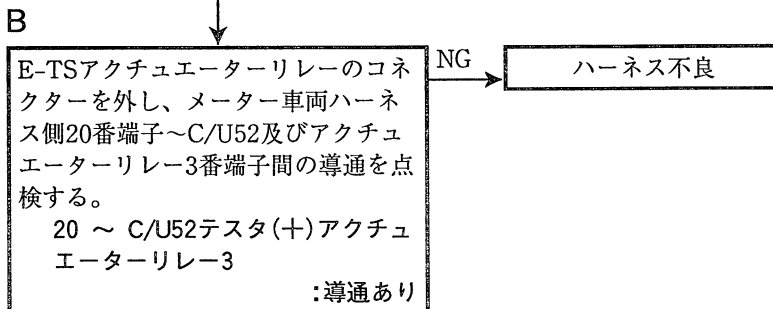 B
E-TSアクチュエーターリレーのコネ
クターを外し、メーター車両ハーネ
ス側20番端子～C/U52及びアクチュ
エーターリレー3番端子間の導通を点
検する。
20 ～ C/U52テスタ(＋)アクチュ
エーターリレー3
:導通あり
NG
ハーネス不良